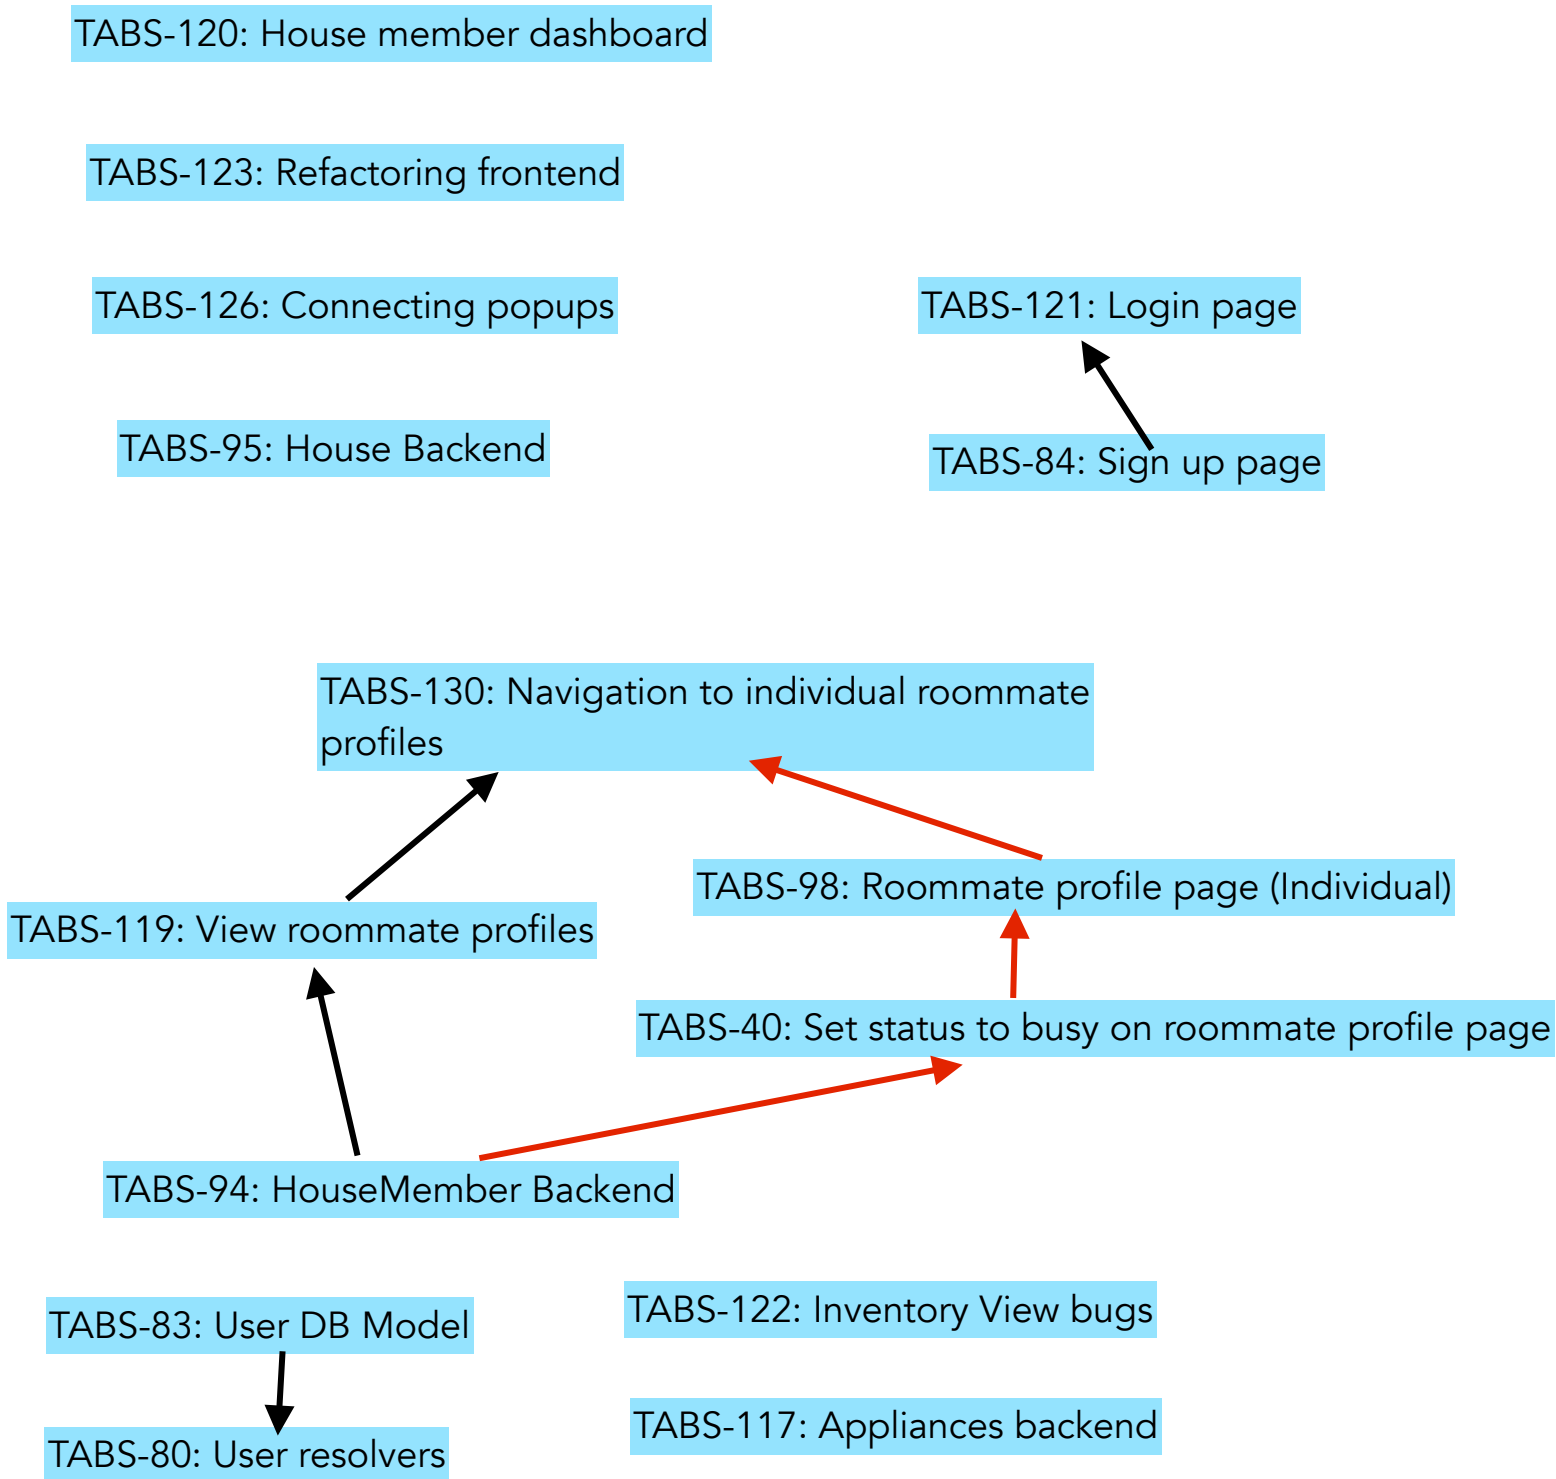 TABS-120: House member dashboard
TABS-123: Refactoring frontend
TABS-126: Connecting popups
TABS-121: Login page
TABS-95: House Backend
TABS-84: Sign up page
TABS-130: Navigation to individual roommate
profiles
TABS-98: Roommate profile page (Individual)
TABS-119: View roommate profiles
TABS-40: Set status to busy on roommate profile page
TABS-94: HouseMember Backend
TABS-83: User DB Model
TABS-122: Inventory View bugs
TABS-80: User resolvers
TABS-117: Appliances backend